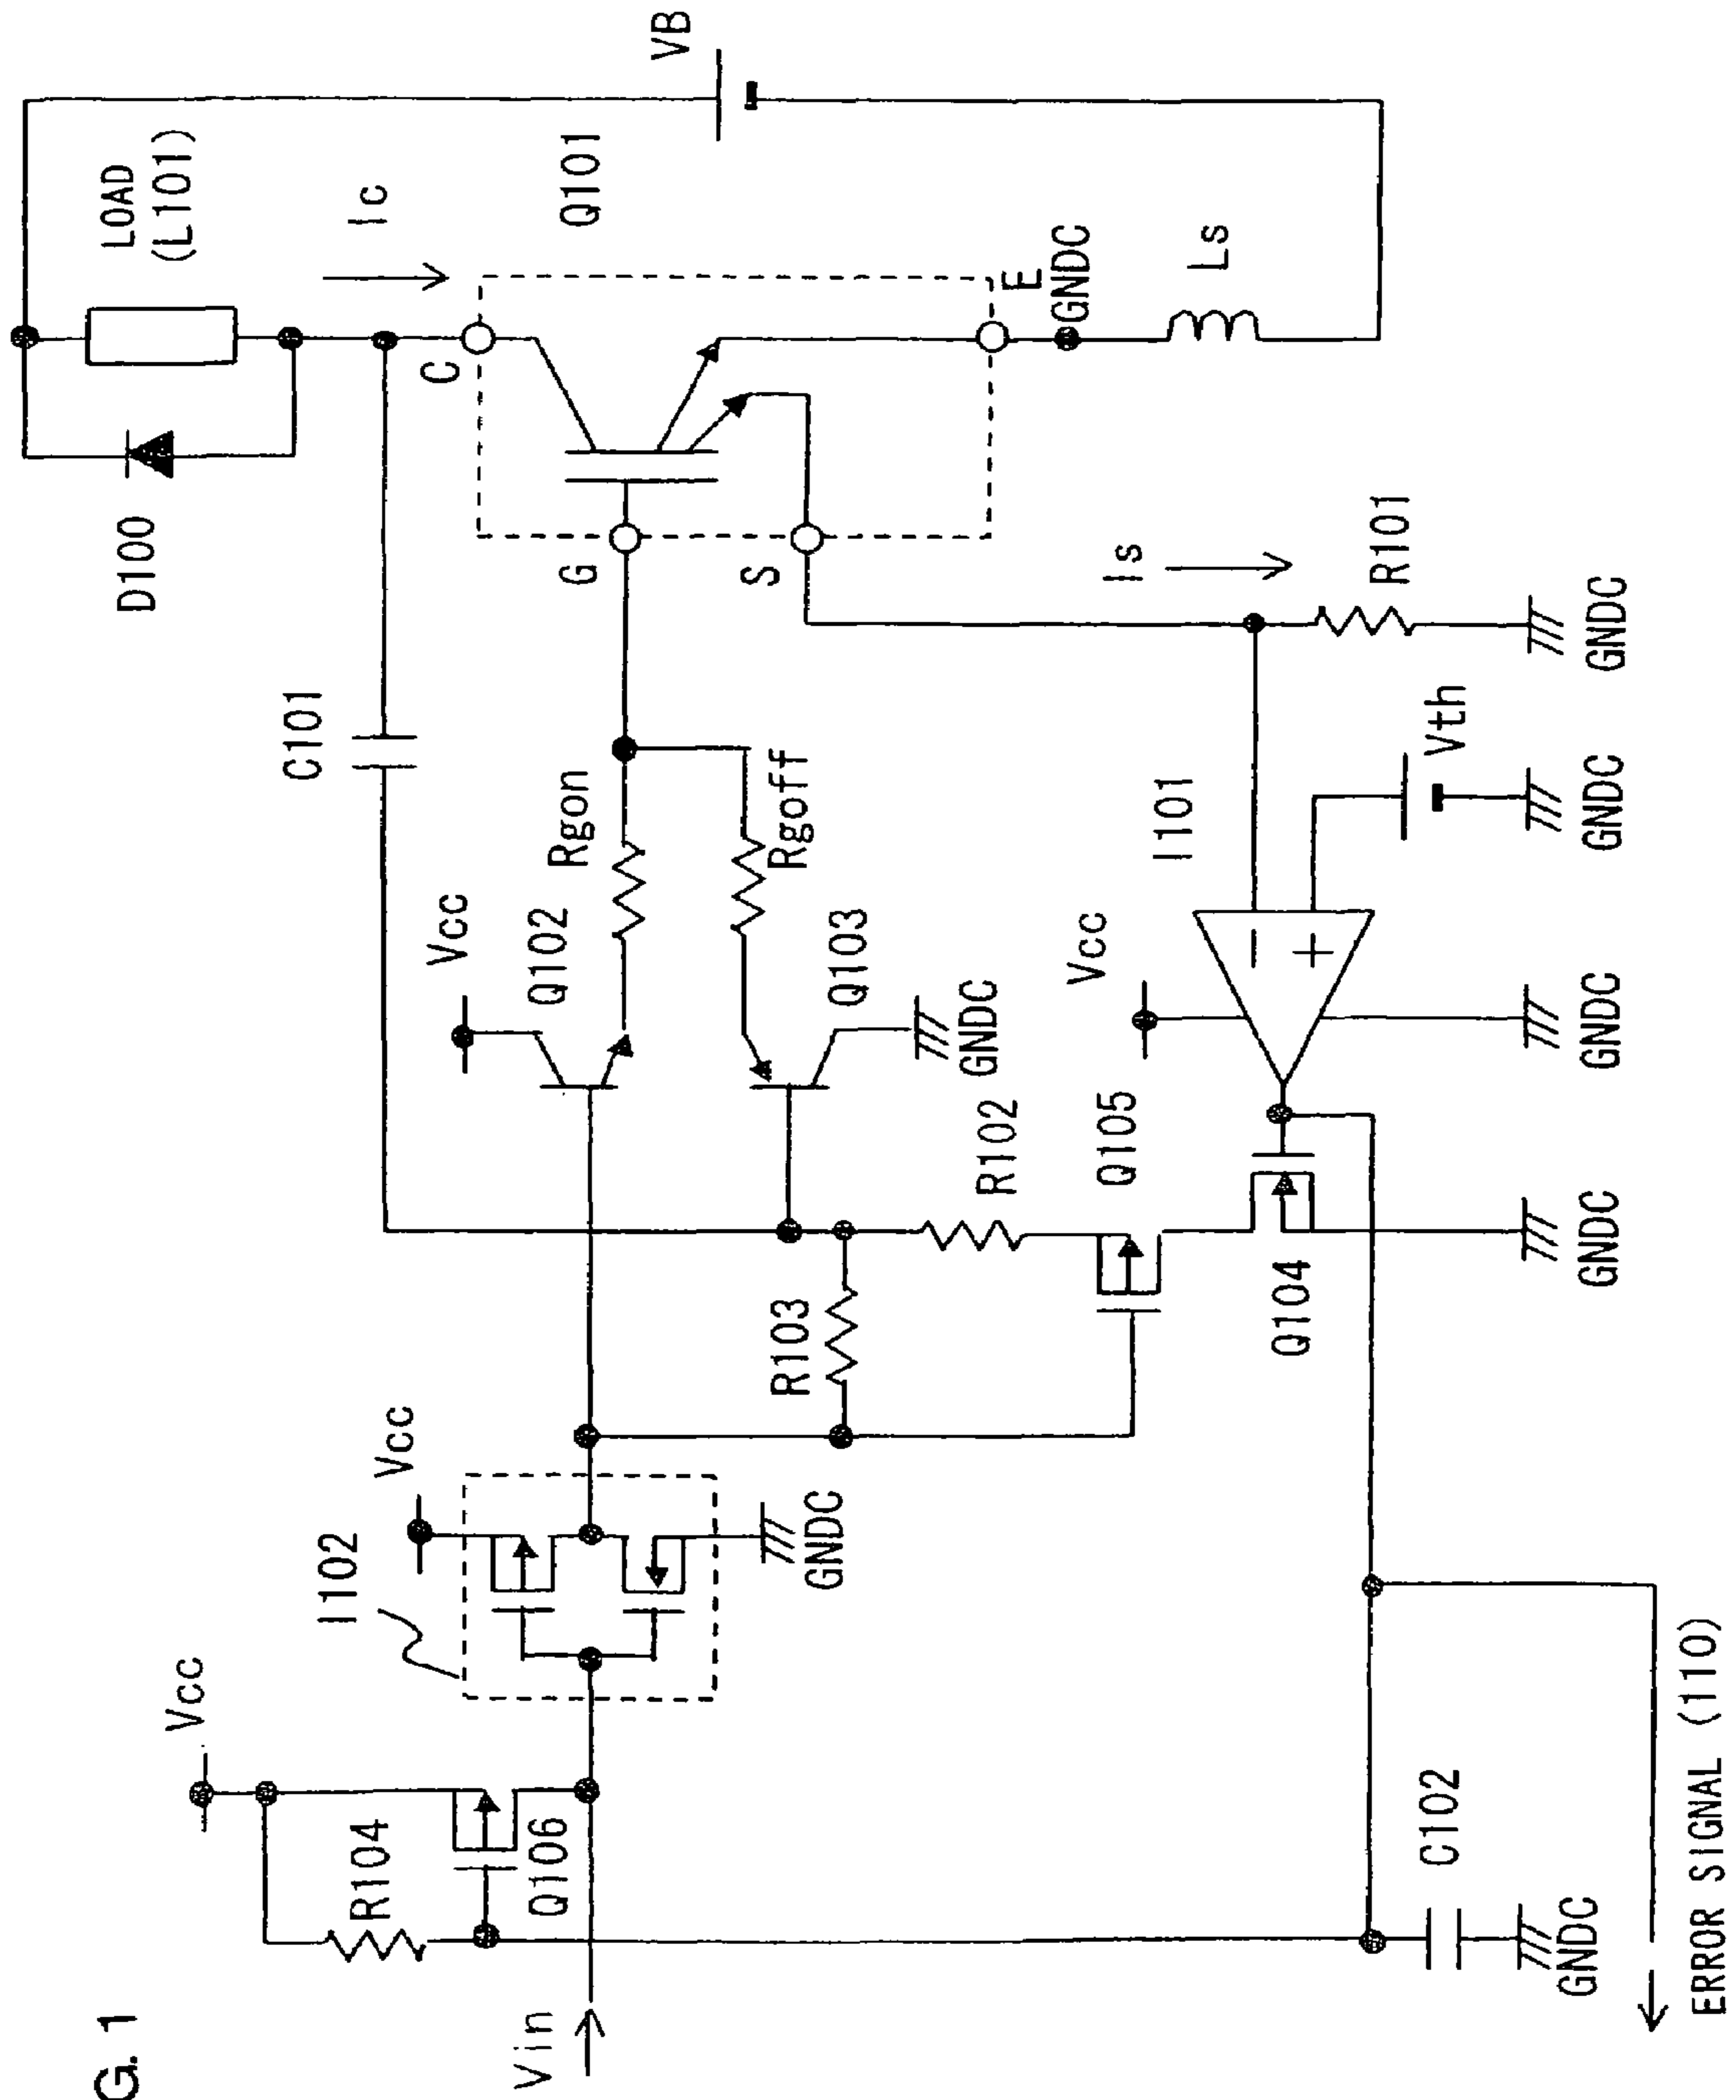 G. 1
Vin
Vcc
R104
Q106
I102
Vcc
GNDC
R103
Vcc
Q102
Rgon
Rgoff
Q103
GNDC
R102
Q105
Q104
GNDC
C101
D100
LOAD
(L101)
Ic
VB
Q101
C
G
S
E
GNDC
Ls
Is
R101
GNDC
Vth
GNDC
I101
Vcc
−
+
GNDC
C102
GNDC
ERROR SIGNAL (110)